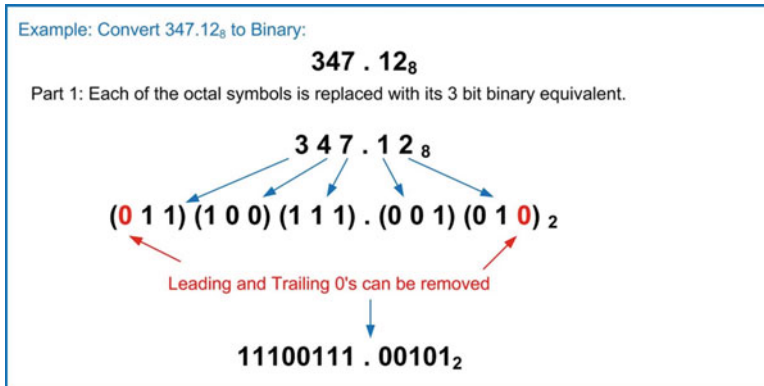 Example: Convert 347.12₈ to Binary:
347 . 12₈
Part 1: Each of the octal symbols is replaced with its 3 bit binary equivalent.
3 4 7 . 1 2 ₈
(0 1 1) (1 0 0) (1 1 1) . (0 0 1) (0 1 0) ₂
Leading and Trailing 0's can be removed
11100111 . 00101₂